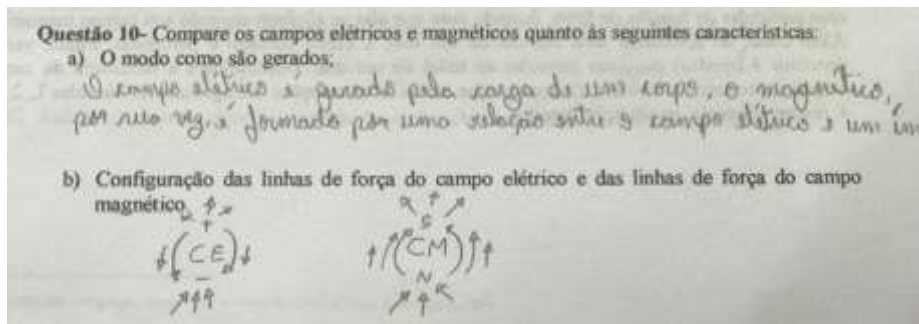 Questão 10- Compare os campos elétricos e magnéticos quanto às seguintes características:
a) O modo como são gerados;
O campo elétrico é gerado pela carga de um corpo, o magnético,
por sua vez, é formado por uma relação entre o campo elétrico e um
b) Configuração das linhas de força do campo elétrico e das linhas de força do campo
magnético
+ S
CE CM
- N